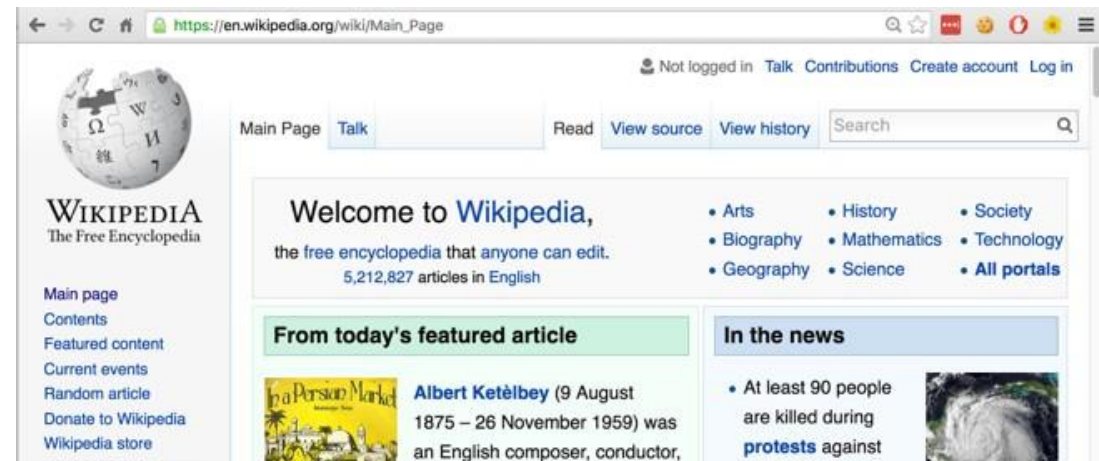 https://en.wikipedia.org/wiki/Main_Page
Not logged in Talk Contributions Create account Log in
Main Page Talk Read View source View history Search
Ω W И 維 7
WIKIPEDIA
The Free Encyclopedia
Main page
Contents
Featured content
Current events
Random article
Donate to Wikipedia
Wikipedia store
Welcome to Wikipedia,
the free encyclopedia that anyone can edit.
5,212,827 articles in English
• Arts
• Biography
• Geography
• History
• Mathematics
• Science
• Society
• Technology
• All portals
From today's featured article
In a Persian Market
Albert Ketèlbey (9 August
1875 – 26 November 1959) was
an English composer, conductor,
In the news
• At least 90 people
are killed during
protests against